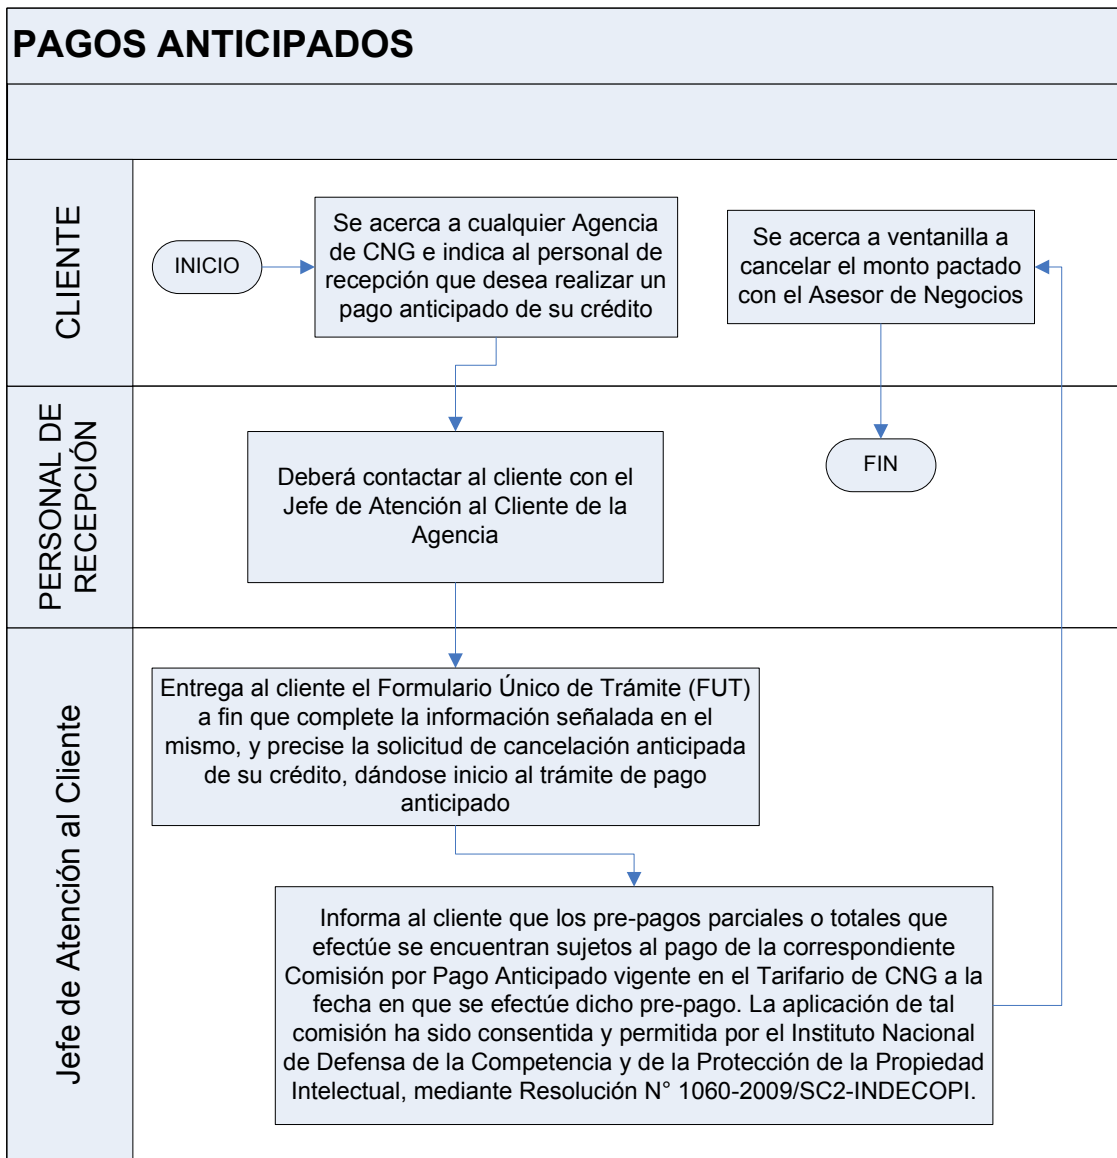 PAGOS ANTICIPADOS
CLIENTE
INICIO
Se acerca a cualquier Agencia
de CNG e indica al personal de
recepción que desea realizar un
pago anticipado de su crédito
Se acerca a ventanilla a
cancelar el monto pactado
con el Asesor de Negocios
PERSONAL DE
RECEPCIÓN
Deberá contactar al cliente con el
Jefe de Atención al Cliente de la
Agencia
FIN
Jefe de Atención al Cliente
Entrega al cliente el Formulario Único de Trámite (FUT)
a fin que complete la información señalada en el
mismo, y precise la solicitud de cancelación anticipada
de su crédito, dándose inicio al trámite de pago
anticipado
Informa al cliente que los pre-pagos parciales o totales que
efectúe se encuentran sujetos al pago de la correspondiente
Comisión por Pago Anticipado vigente en el Tarifario de CNG a la
fecha en que se efectúe dicho pre-pago. La aplicación de tal
comisión ha sido consentida y permitida por el Instituto Nacional
de Defensa de la Competencia y de la Protección de la Propiedad
Intelectual, mediante Resolución N° 1060-2009/SC2-INDECOPI.